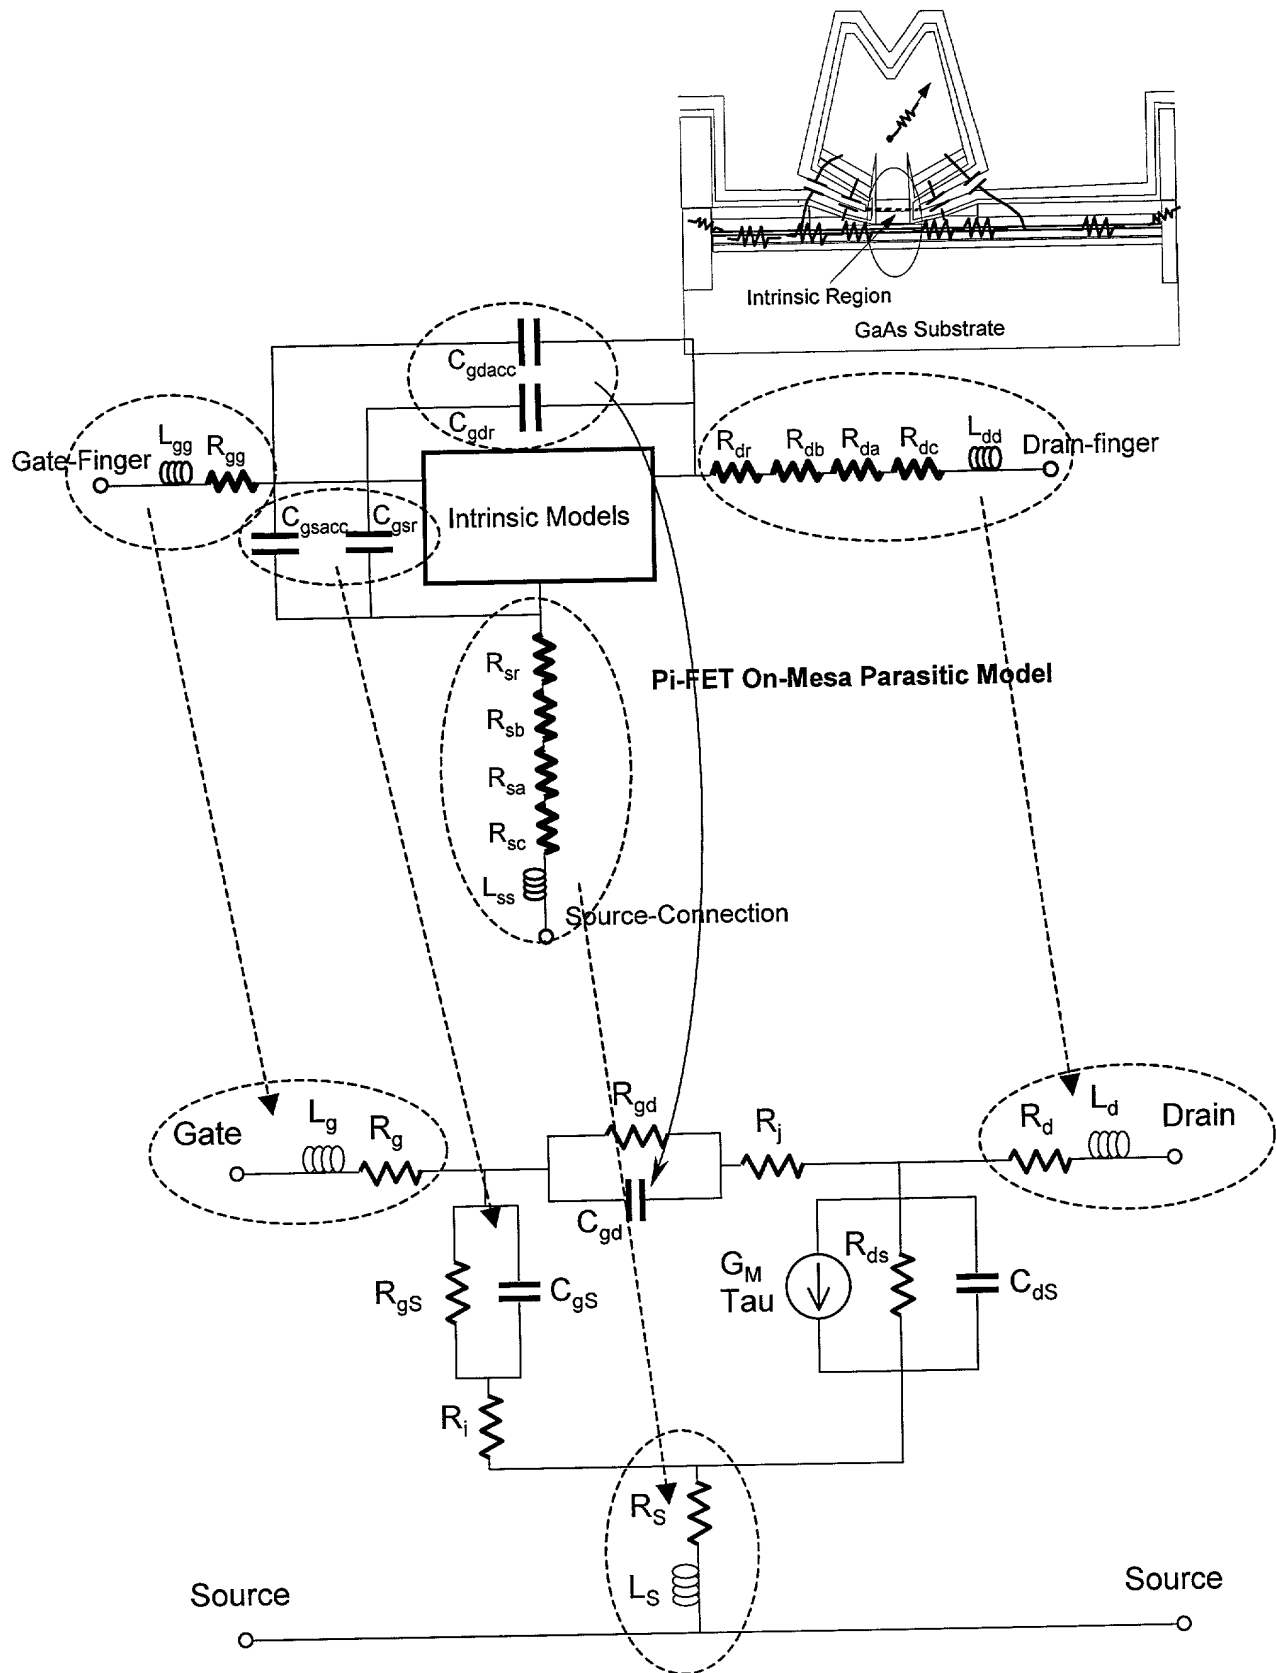 Intrinsic Region
GaAs Substrate
Cgdacc
Cgdr
Gate-Finger
Lgg
Rgg
Rdr
Rdb
Rda
Rdc
Ldd
Drain-finger
Cgsacc
Cgsr
Intrinsic Models
Rsr
Pi-FET On-Mesa Parasitic Model
Rsb
Rsa
Rsc
Lss
Source-Connection
Gate
Lg
Rg
Rgd
Rj
Rd
Ld
Drain
Cgd
RgS
CgS
GM
Tau
Rds
CdS
Ri
RS
LS
Source
Source